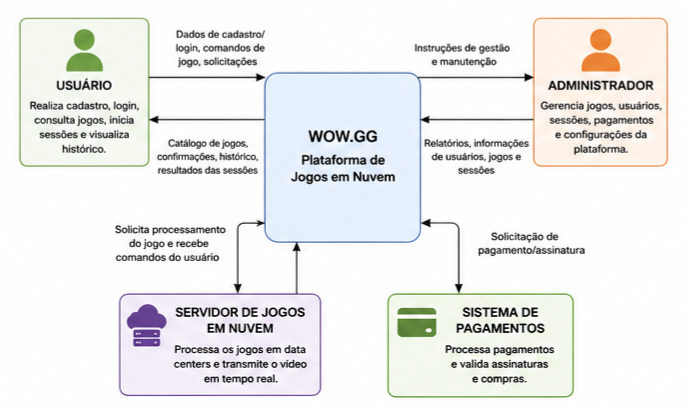 Dados de cadastro/
login, comandos de
jogo, solicitações
Instruções de gestão
e manutenção
USUÁRIO
Realiza cadastro, login,
consulta jogos, inicia
sessões e visualiza
histórico.
ADMINISTRADOR
Gerencia jogos, usuários,
sessões, pagamentos
e configurações da
plataforma.
WOW.GG
Plataforma de
Jogos em Nuvem
Catálogo de jogos,
confirmações, histórico,
resultados das sessões
Relatórios, informações
de usuários, jogos e
sessões
Solicita processamento
do jogo e recebe
comandos do usuário
Solicitação de
pagamento/assinatura
SERVIDOR DE JOGOS
EM NUVEM
Processa os jogos em data
centers e transmite o vídeo
em tempo real.
SISTEMA DE
PAGAMENTOS
Processa pagamentos
e valida assinaturas
e compras.